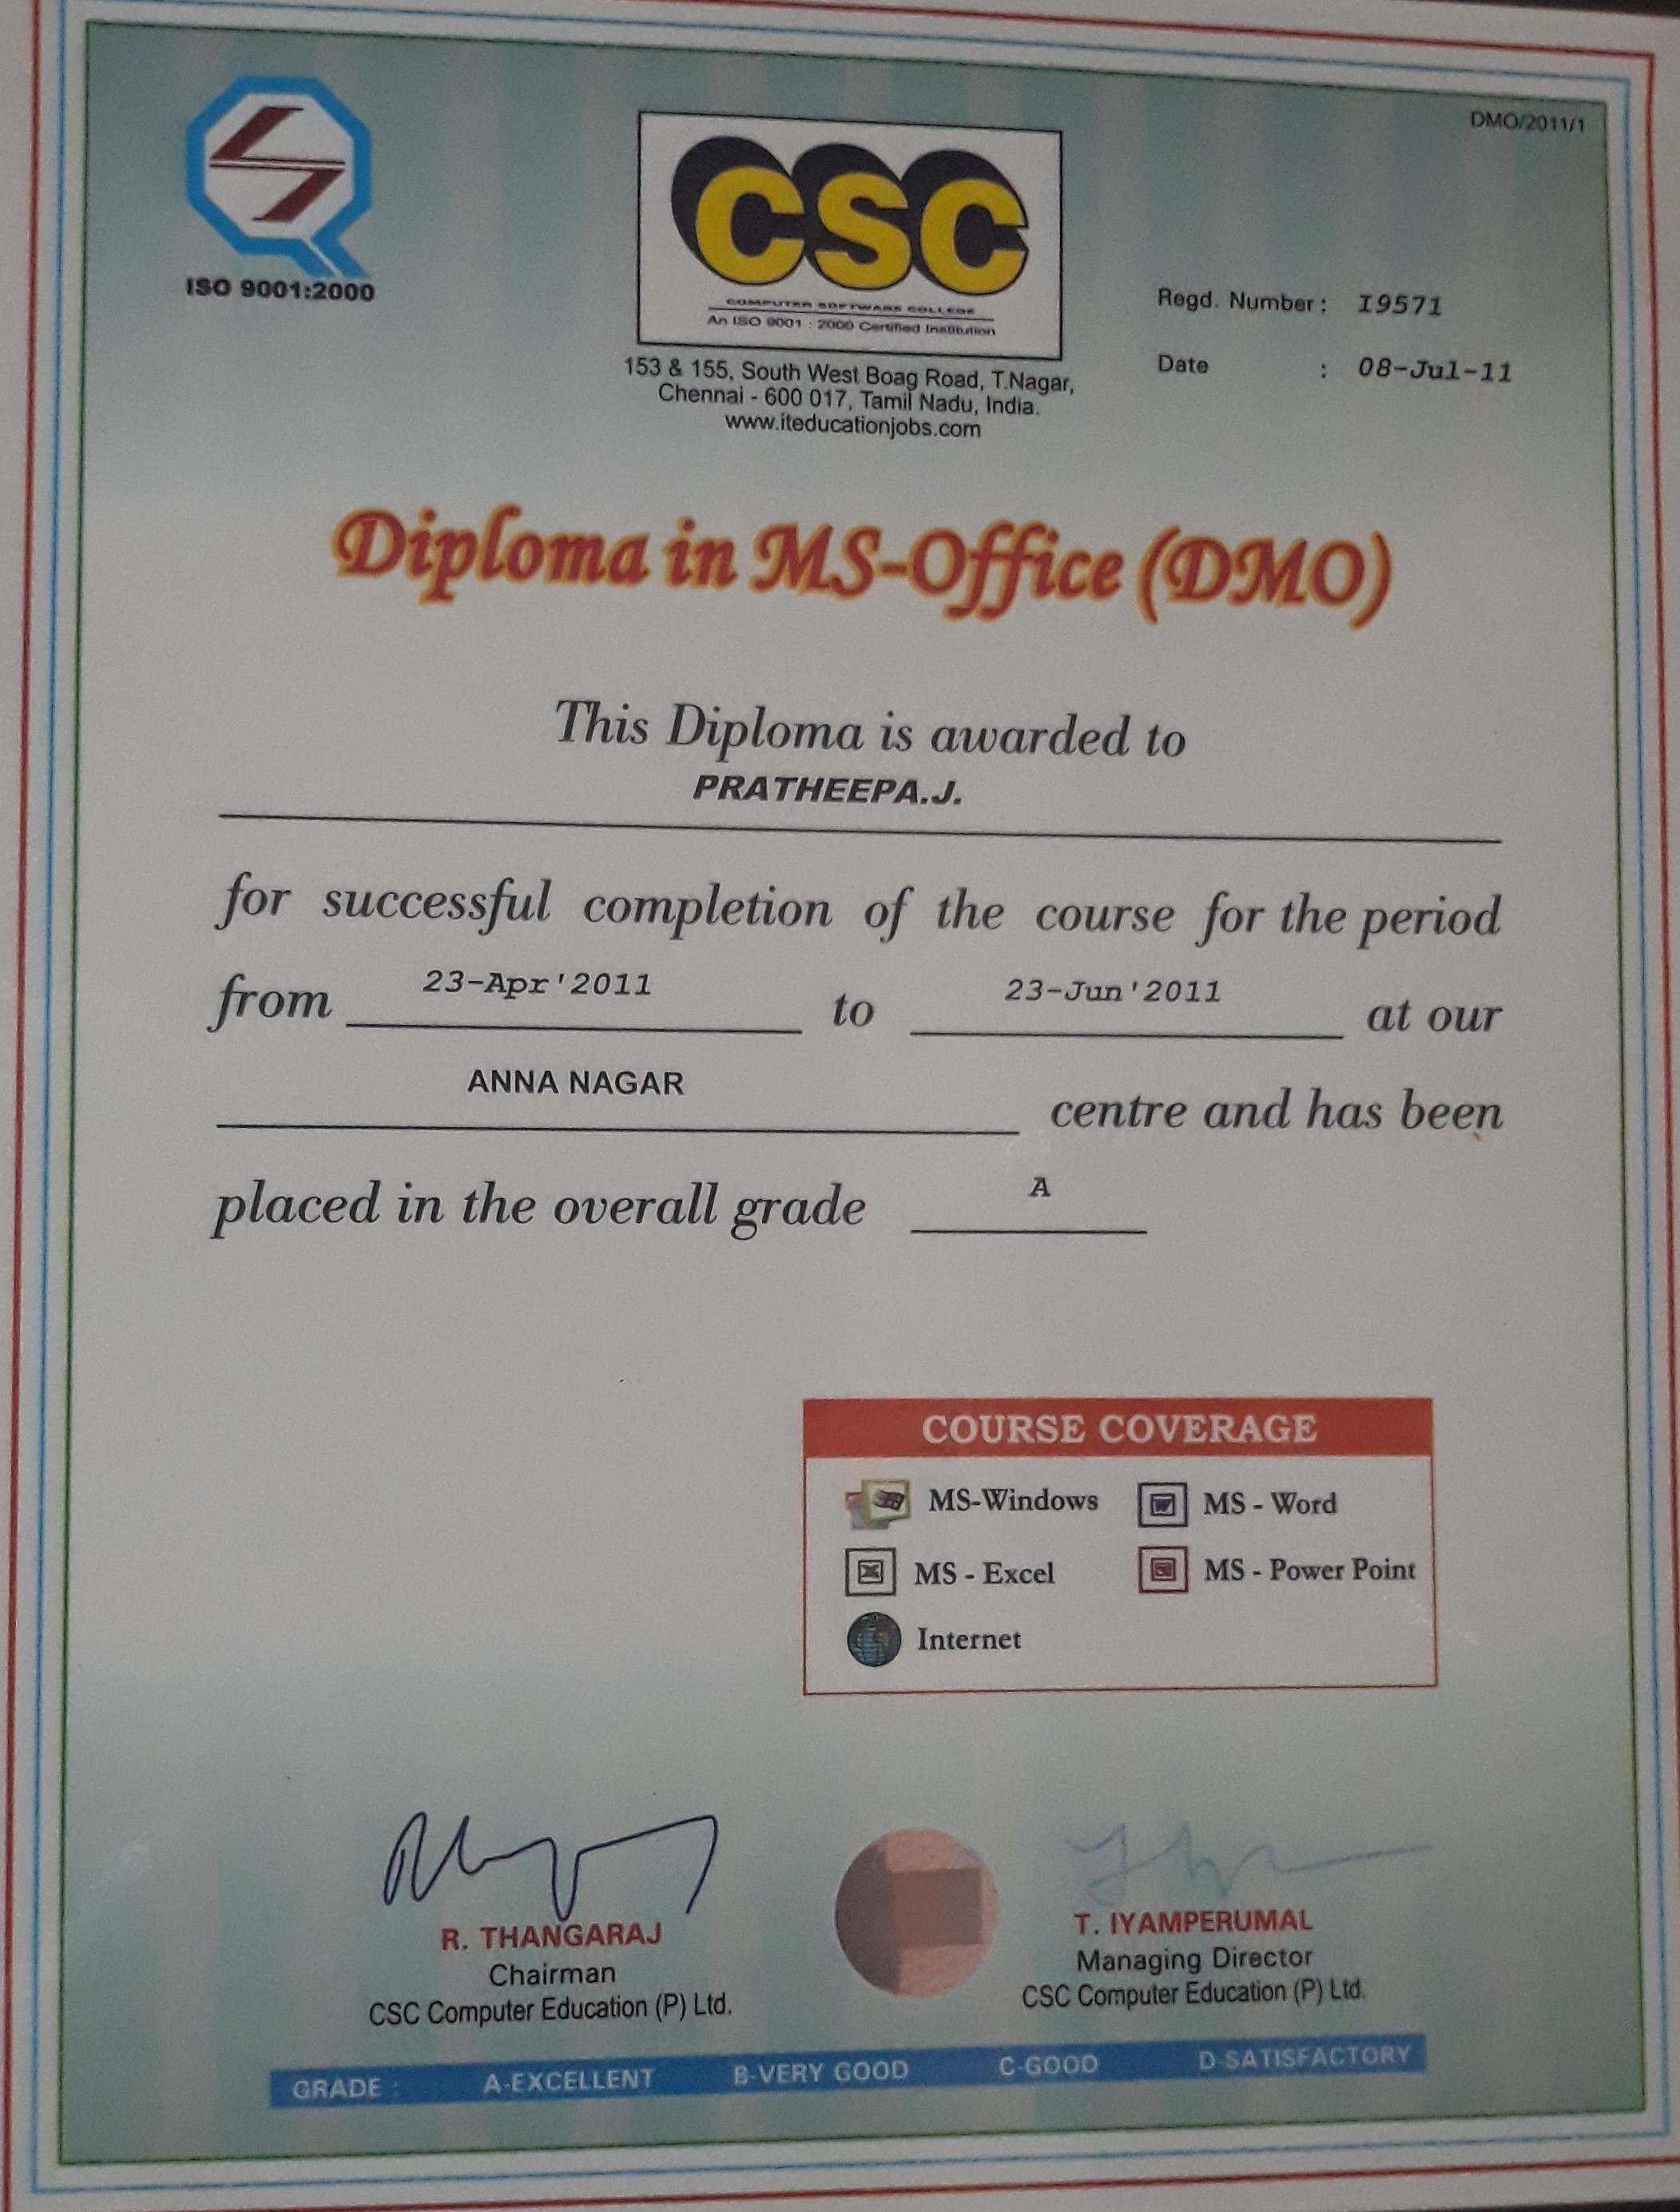 DMO/2011/1
ISO 9001:2000
CSC
COMPUTER SOFTWARE COLLEGE
An ISO 9001 : 2000 Certified Institution
153 & 155, South West Boag Road, T.Nagar,
Chennai - 600 017, Tamil Nadu, India.
www.iteducationjobs.com
Regd. Number : I9571
Date : 08-Jul-11
Diploma in MS-Office (DMO)
This Diploma is awarded to
PRATHEEPA.J.
for successful completion of the course for the period
from 23-Apr'2011 to 23-Jun'2011 at our
ANNA NAGAR centre and has been
placed in the overall grade A
COURSE COVERAGE
MS-Windows MS - Word
MS - Excel MS - Power Point
Internet
R. THANGARAJ
Chairman
CSC Computer Education (P) Ltd.
T. IYAMPERUMAL
Managing Director
CSC Computer Education (P) Ltd.
GRADE : A-EXCELLENT B-VERY GOOD C-GOOD D-SATISFACTORY